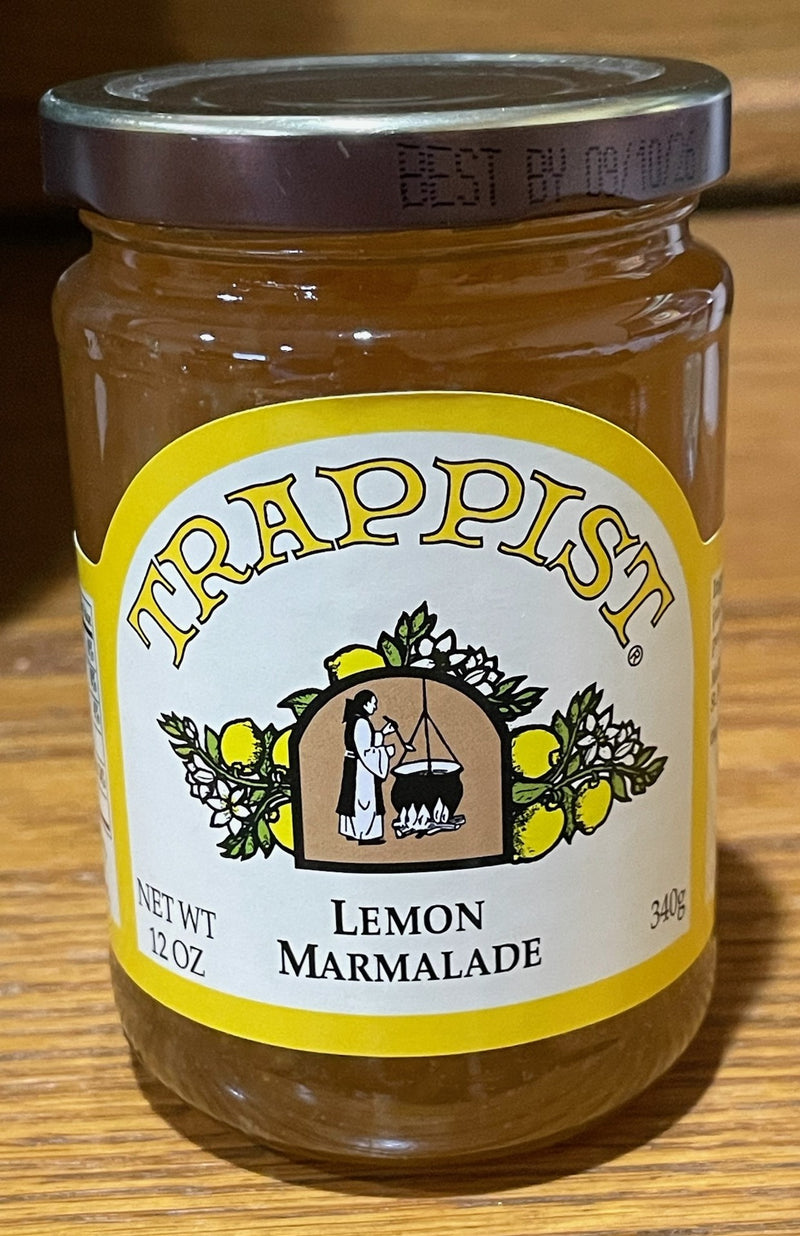 BEST BY 09/10/26
TRAPPIST®
NET WT
12 OZ
LEMON
MARMALADE
340g